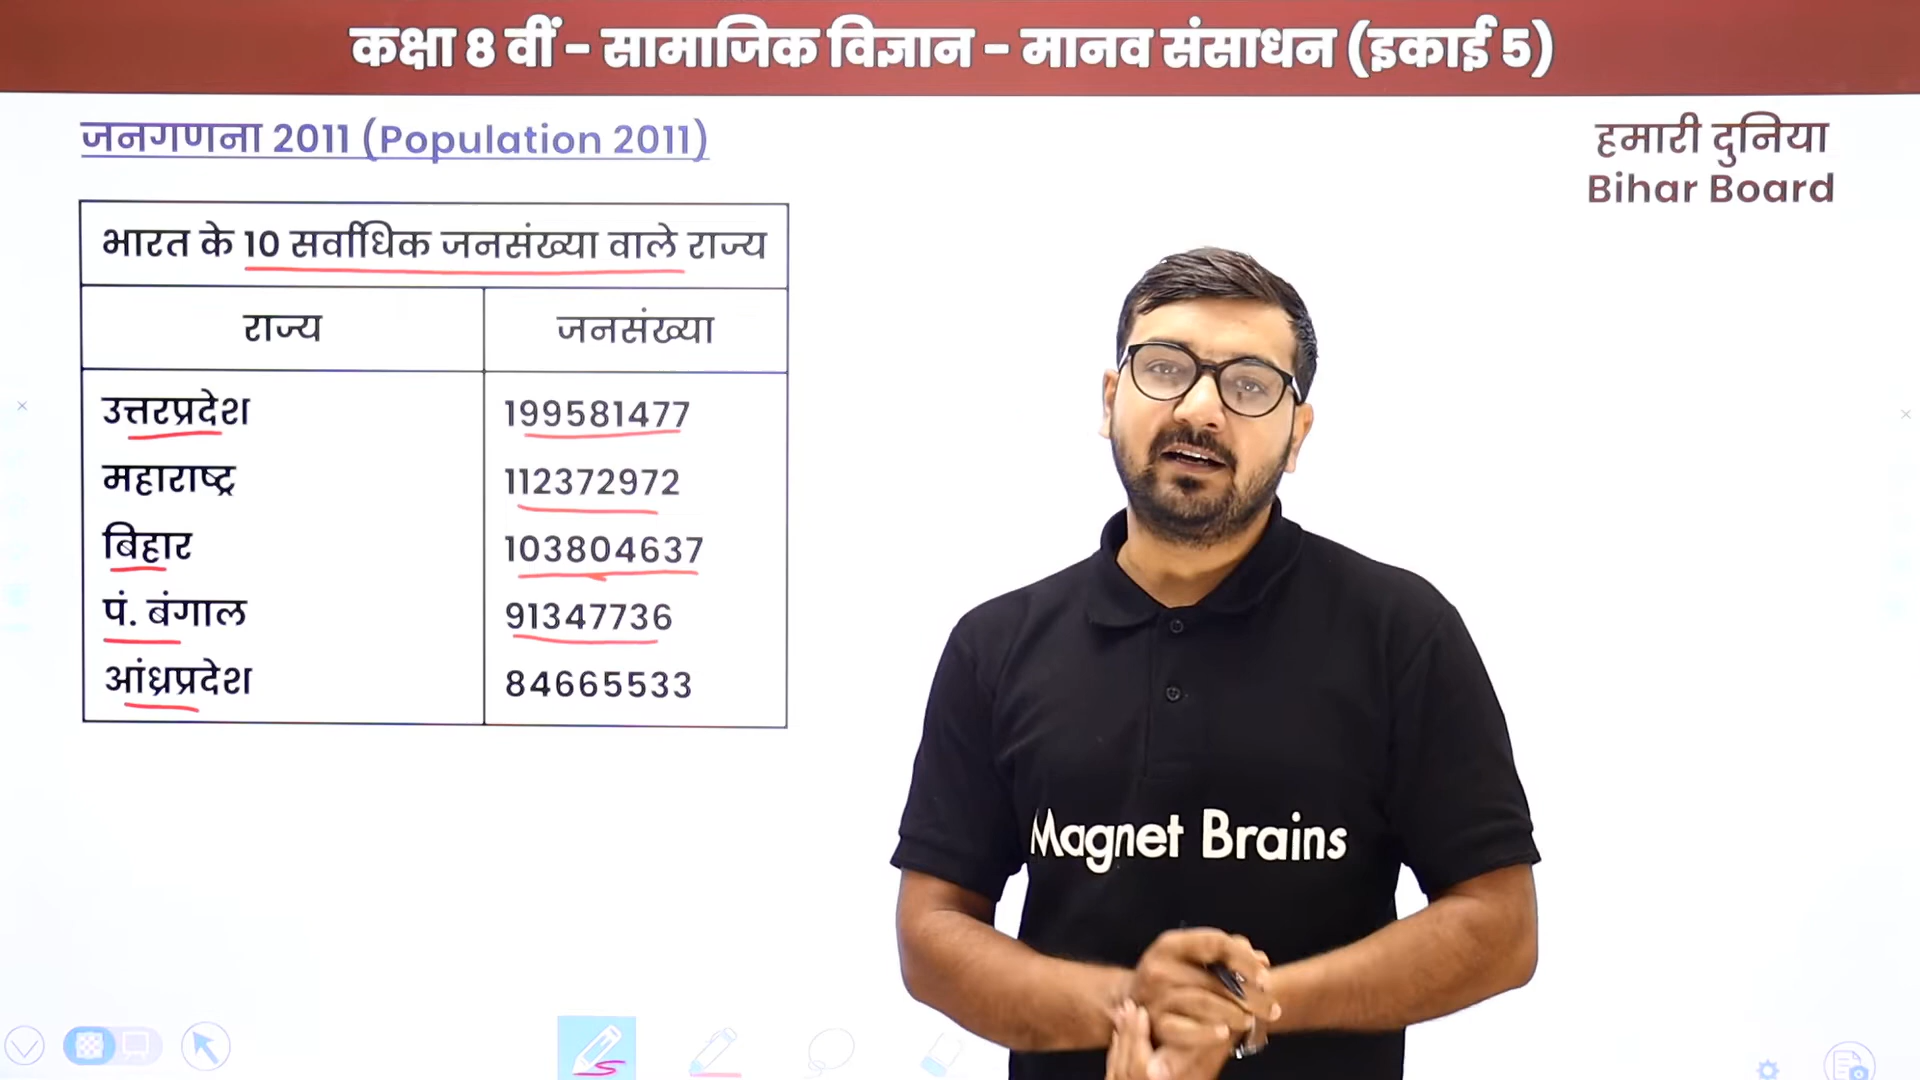 कक्षा 8 वीं - सामाजिक विज्ञान - मानव संसाधन (इकाई 5)
जनगणना 2011 (Population 2011)
हमारी दुनिया
Bihar Board
भारत के 10 सर्वाधिक जनसंख्या वाले राज्य
राज्य जनसंख्या
उत्तरप्रदेश 199581477
महाराष्ट्र 112372972
बिहार 103804637
पं. बंगाल 91347736
आंध्रप्रदेश 84665533
Magnet Brains